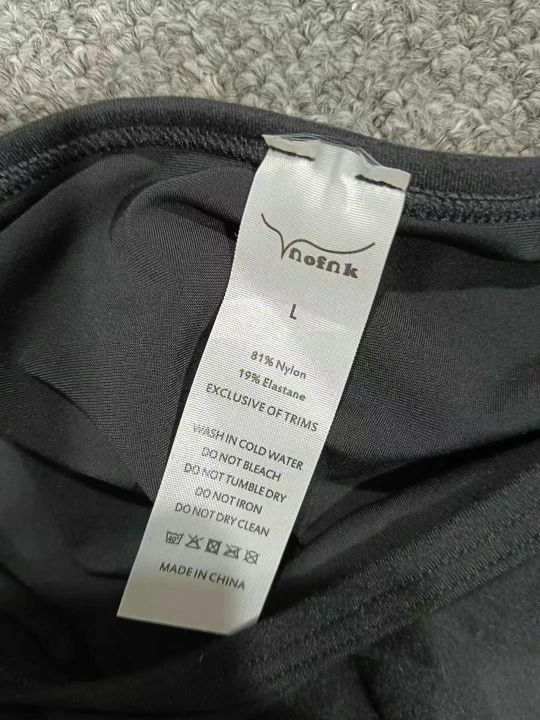 nofnk
L
81% Nylon
19% Elastane
EXCLUSIVE OF TRIMS
WASH IN COLD WATER
DO NOT BLEACH
DO NOT TUMBLE DRY
DO NOT IRON
DO NOT DRY CLEAN
MADE IN CHINA